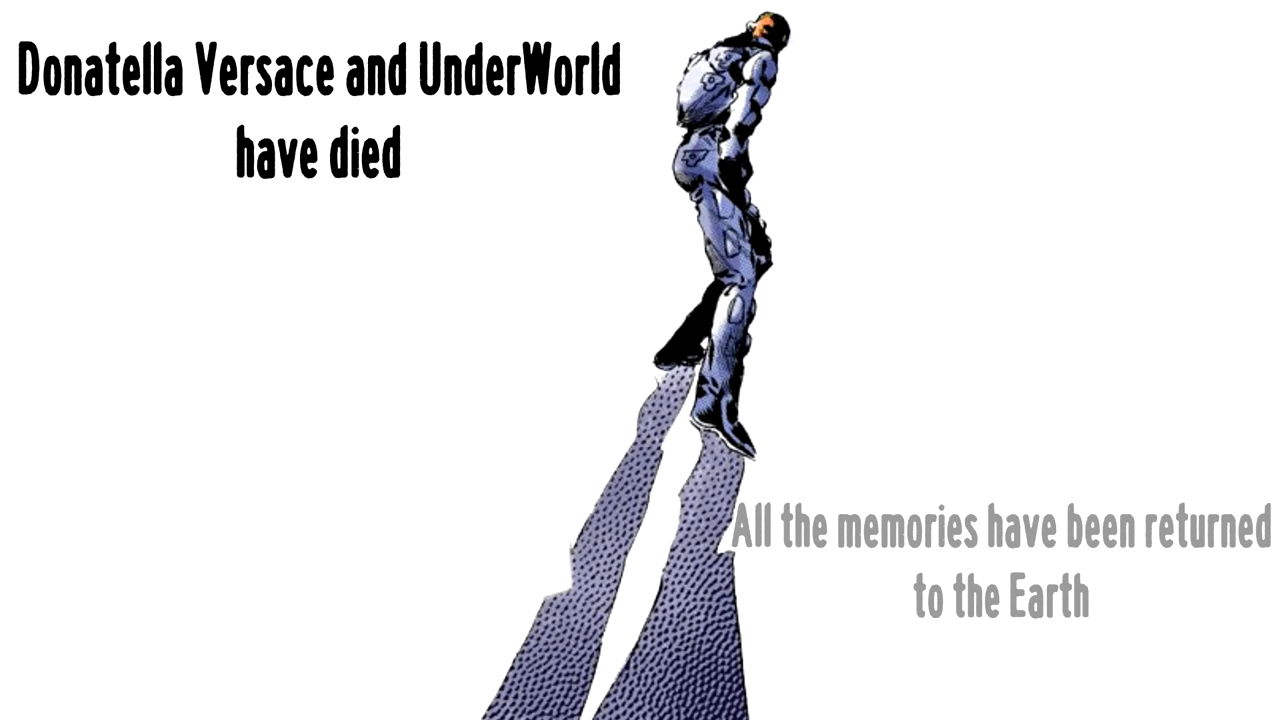 Donatella Versace and UnderWorld
have died
All the memories have been returned
to the Earth